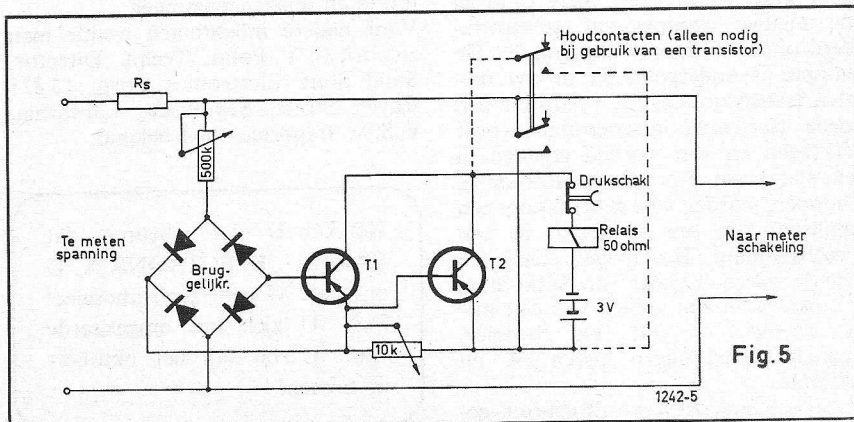 Houdcontacten (alleen nodig
bij gebruik van een transistor)
Rs
500k
Drukschak.
Te meten
spanning
Brug-
gelijkr.
T1
T2
Relais
50 ohm
Naar meter
schakeling
3V
10k
Fig.5
1242-5